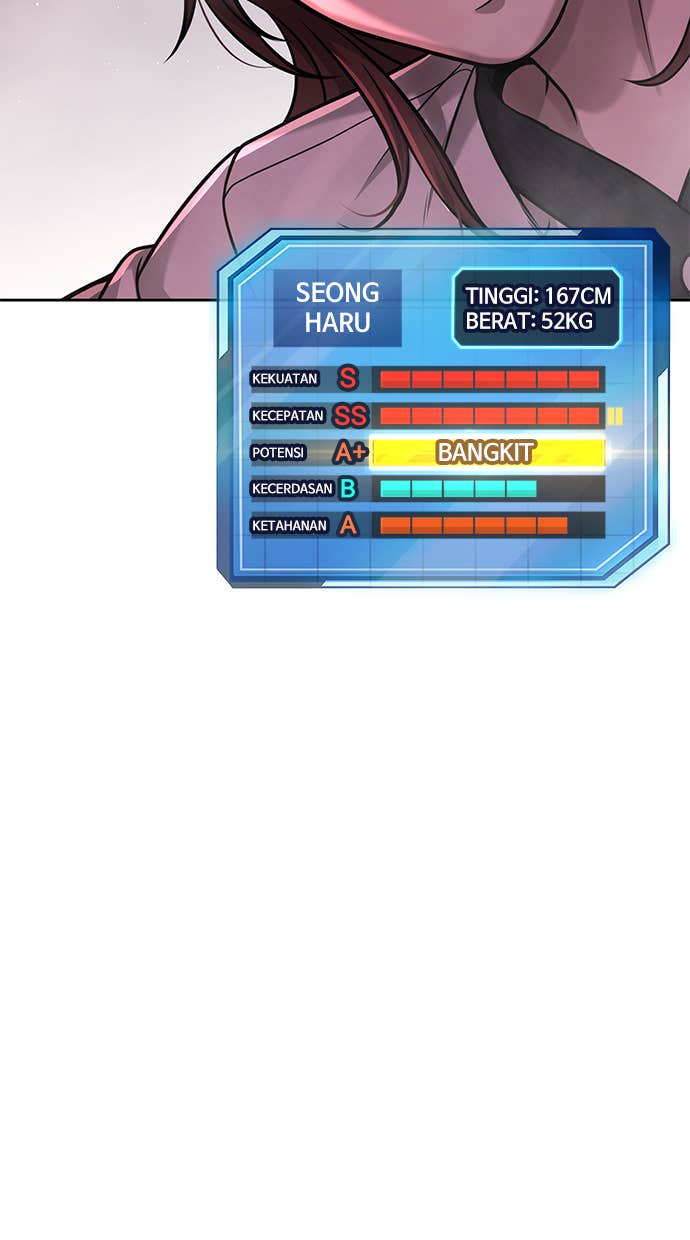 SEONG
HARU
TINGGI: 167CM
BERAT: 52KG
KEKUATAN S
KECEPATAN SS
POTENSI A+ BANGKIT
KECERDASAN B
KETAHANAN A